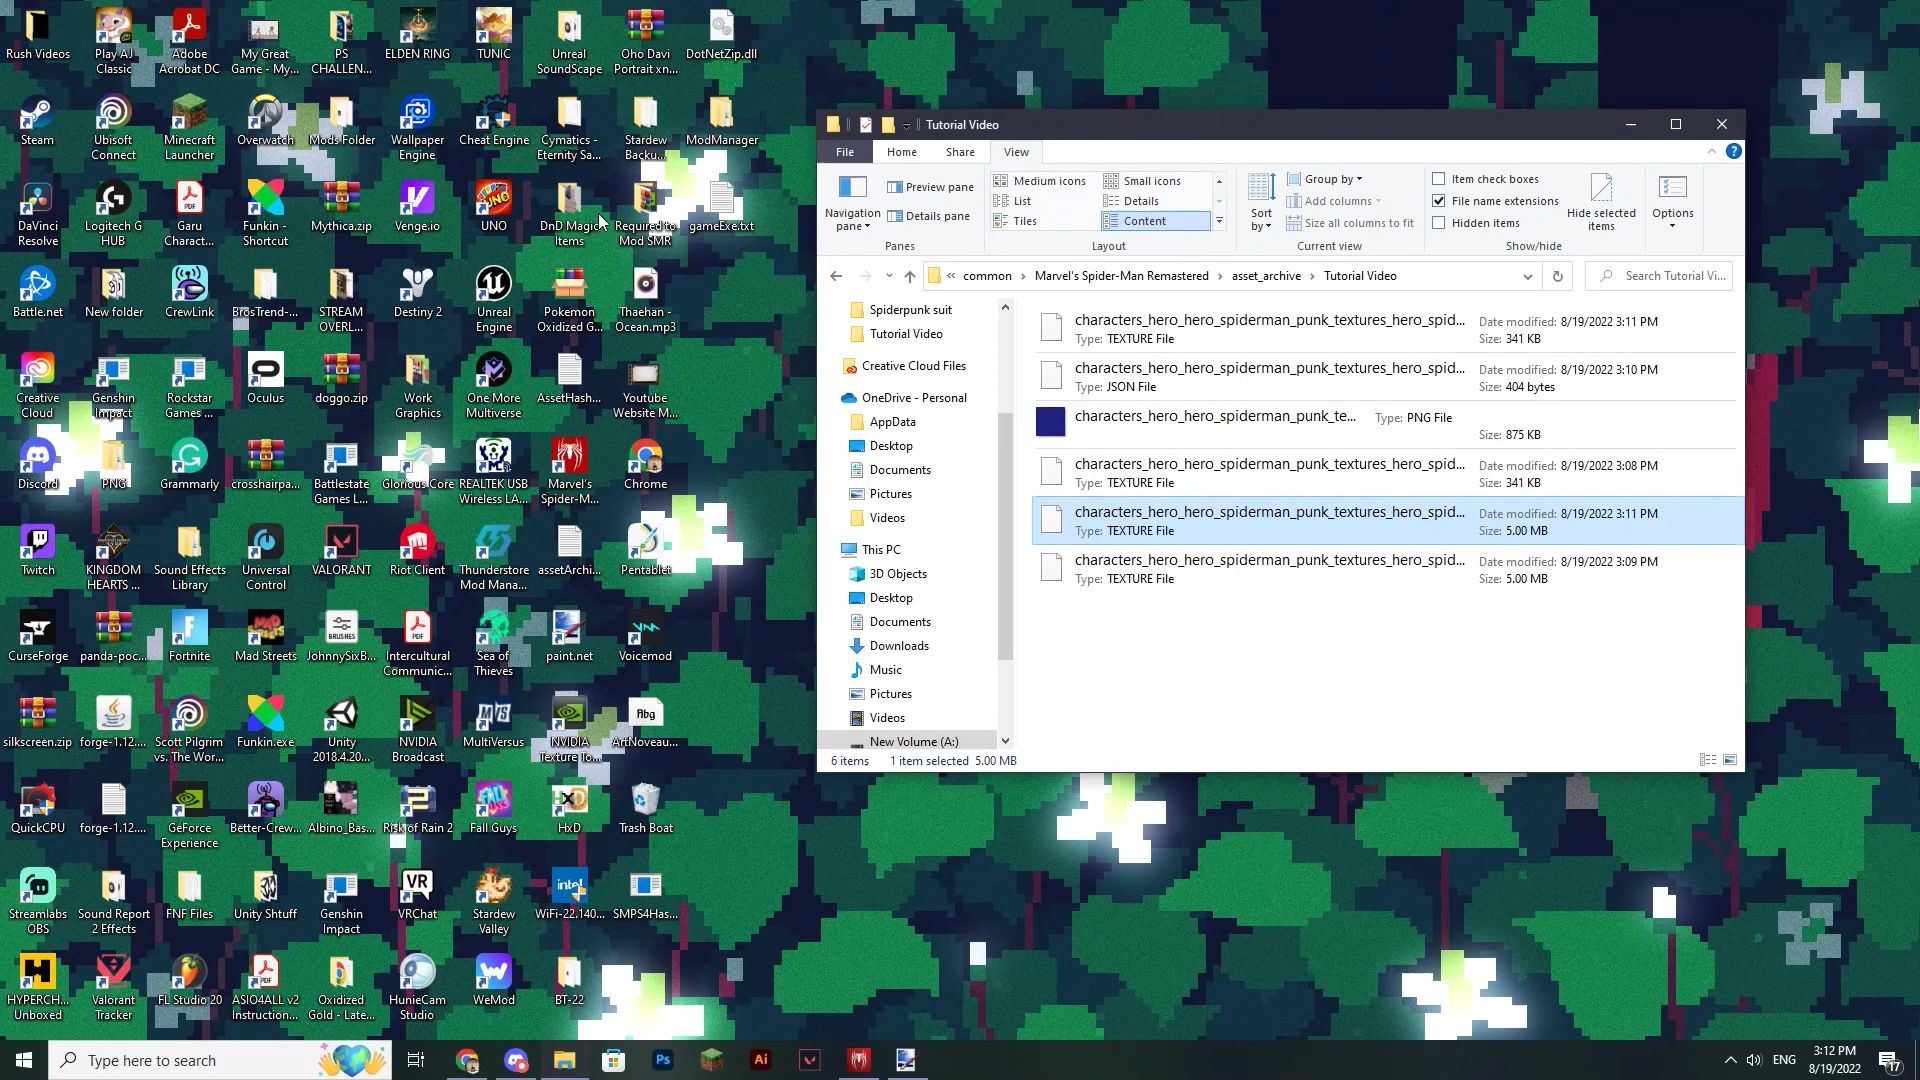 Rush Videos
Play AJ
Classic
Adobe
Acrobat DC
My Great
Game - My...
PS
CHALLEN...
ELDEN RING
TUNIC
Unreal
SoundScape
Oho Davi
Portrait xn...
DotNetZip.dll
Steam
Ubisoft
Connect
Minecraft
Launcher
Overwatch
Mods Folder
Wallpaper
Engine
Cheat Engine
Cymatics -
Eternity Sa...
Stardew
Backu...
ModManager
DaVinci
Resolve
Logitech G
HUB
Garu
Charact...
Funkin -
Shortcut
Mythica.zip
Venge.io
UNO
DnD Magic
Items
Required to
Mod SMR
gameExe.txt
Battle.net
New folder
CrewLink
BrosTrend-...
STREAM
OVERL...
Destiny 2
Unreal
Engine
Pokemon
Oxidized G...
Thaehan -
Ocean.mp3
Creative
Cloud
Genshin
Impact
Rockstar
Games ...
Oculus
doggo.zip
Work
Graphics
One More
Multiverse
AssetHash...
Youtube
Website M...
Discord
PNG
Grammarly
crosshairpa...
Battlestate
Games L...
Glorious Core
REALTEK USB
Wireless LA...
Marvel's
Spider-M...
Chrome
Twitch
KINGDOM
HEARTS ...
Sound Effects
Library
Universal
Control
VALORANT
Riot Client
Thunderstore
Mod Mana...
assetArchi...
Pentablet
CurseForge
panda-poc...
Fortnite
Mad Streets
BRUSHES
JohnnySixB...
PDF
Intercultural
Communic...
Sea of
Thieves
paint.net
Voicemod
silkscreen.zip
forge-1.12....
Scott Pilgrim
vs. The Wor...
Funkin.exe
Unity
2018.4.20...
NVIDIA
Broadcast
MultiVersus
NVIDIA
Texture To...
Abg
ArtNoveau...
QuickCPU
forge-1.12....
GeForce
Experience
Better-Crew...
Albino_Bas...
Risk of Rain 2
Fall Guys
HxD
Trash Boat
Streamlabs
OBS
Sound Report
2 Effects
FNF Files
Unity Shtuff
Genshin
Impact
VR
VRChat
Stardew
Valley
intel
WiFi-22.140...
SMPS4Has...
HYPERCH...
Unboxed
Valorant
Tracker
FL Studio 20
ASIO4ALL v2
Instruction...
Oxidized
Gold - Late...
HunieCam
Studio
WeMod
BT-22
Tutorial Video
File Home Share View
Navigation
pane
Preview pane
Details pane
Panes
Medium icons
Small icons
List
Details
Tiles
Content
Layout
Sort
by
Group by
Add columns
Size all columns to fit
Current view
Item check boxes
File name extensions
Hidden items
Hide selected
items
Show/hide
Options
« common › Marvel's Spider-Man Remastered › asset_archive › Tutorial Video
Search Tutorial Vi...
Spiderpunk suit
Tutorial Video
Creative Cloud Files
OneDrive - Personal
AppData
Desktop
Documents
Pictures
Videos
This PC
3D Objects
Desktop
Documents
Downloads
Music
Pictures
Videos
New Volume (A:)
characters_hero_hero_spiderman_punk_textures_hero_spid...
Date modified: 8/19/2022 3:11 PM
Type: TEXTURE File
Size: 341 KB
characters_hero_hero_spiderman_punk_textures_hero_spid...
Date modified: 8/19/2022 3:10 PM
Type: JSON File
Size: 404 bytes
characters_hero_hero_spiderman_punk_te...
Type: PNG File
Size: 875 KB
characters_hero_hero_spiderman_punk_textures_hero_spid...
Date modified: 8/19/2022 3:08 PM
Type: TEXTURE File
Size: 341 KB
characters_hero_hero_spiderman_punk_textures_hero_spid...
Date modified: 8/19/2022 3:11 PM
Type: TEXTURE File
Size: 5.00 MB
characters_hero_hero_spiderman_punk_textures_hero_spid...
Date modified: 8/19/2022 3:09 PM
Type: TEXTURE File
Size: 5.00 MB
6 items 1 item selected 5.00 MB
Type here to search
Ps
Ai
ENG
3:12 PM
8/19/2022
17